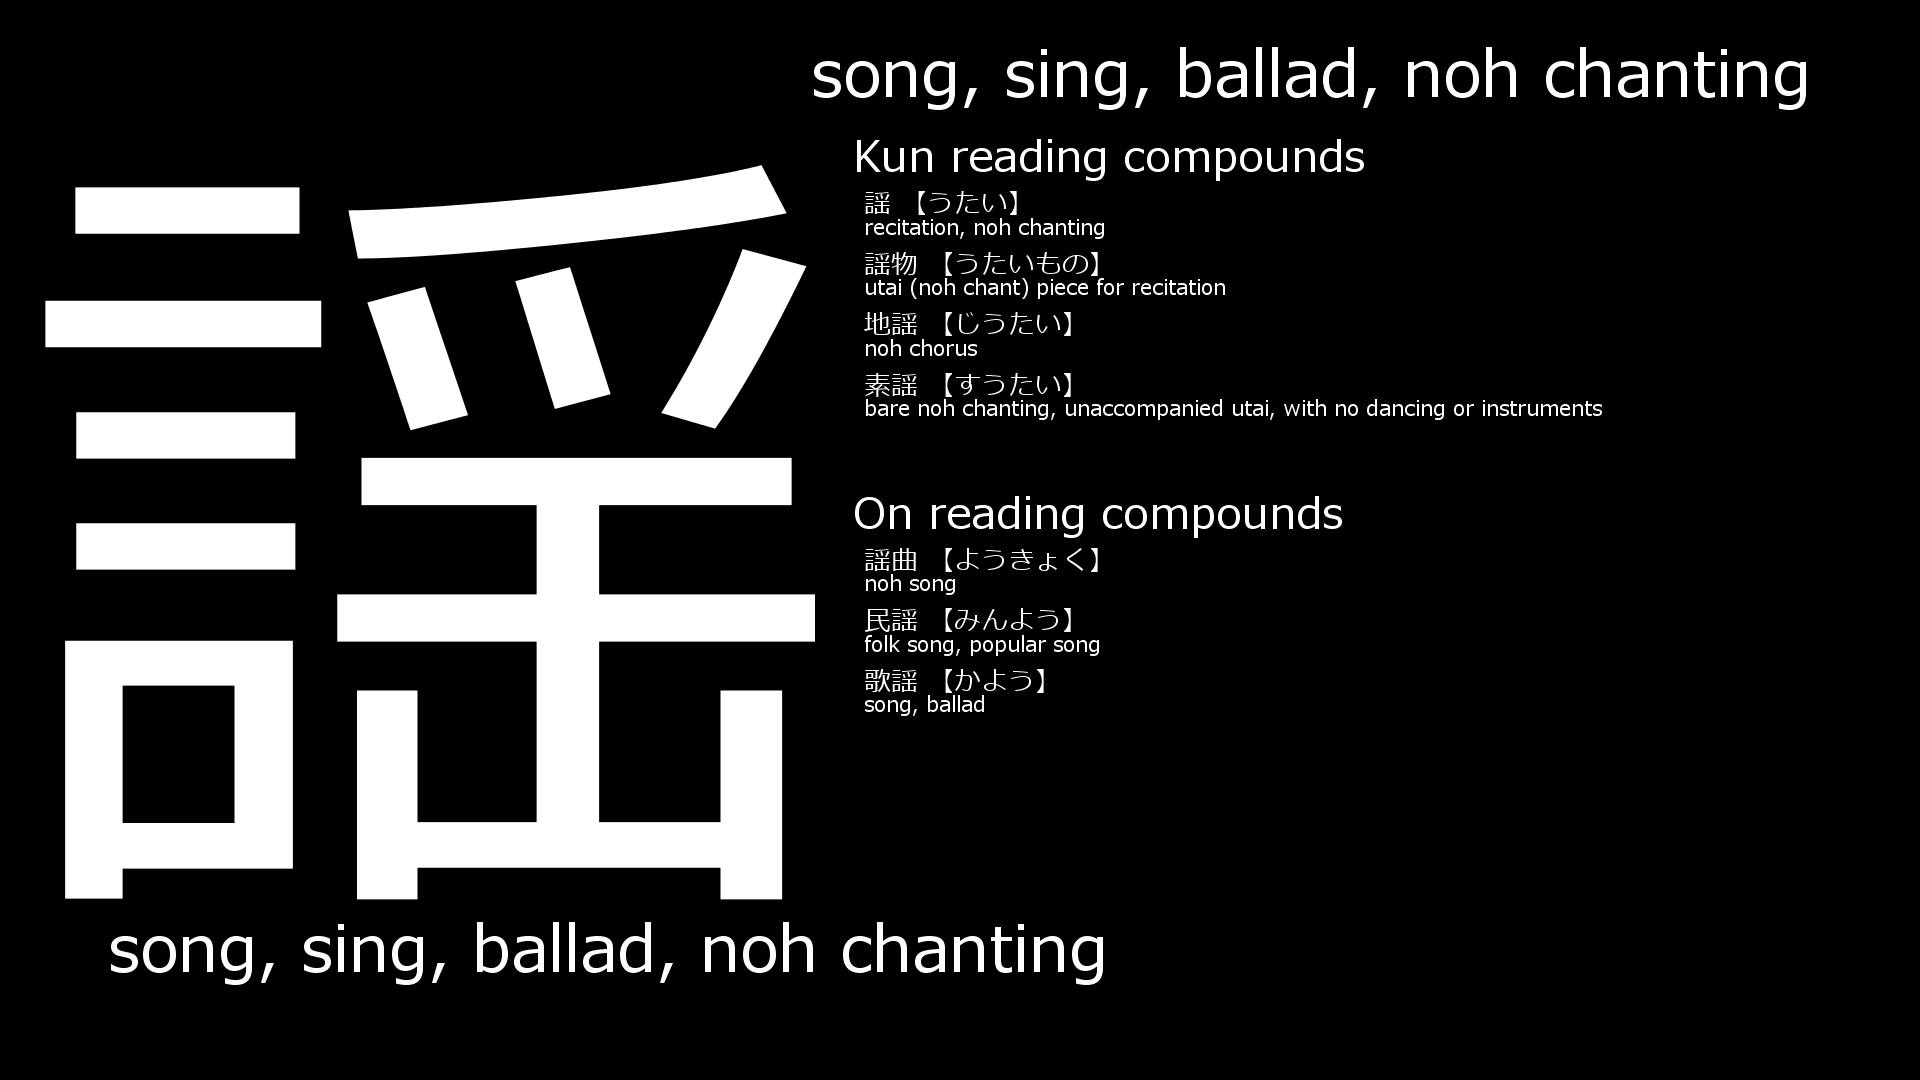 song, sing, ballad, noh chanting
謡
Kun reading compounds
謡 【うたい】
recitation, noh chanting
謡物 【うたいもの】
utai (noh chant) piece for recitation
地謡 【じうたい】
noh chorus
素謡 【すうたい】
bare noh chanting, unaccompanied utai, with no dancing or instruments
On reading compounds
謡曲 【ようきょく】
noh song
民謡 【みんよう】
folk song, popular song
歌謡 【かよう】
song, ballad
song, sing, ballad, noh chanting